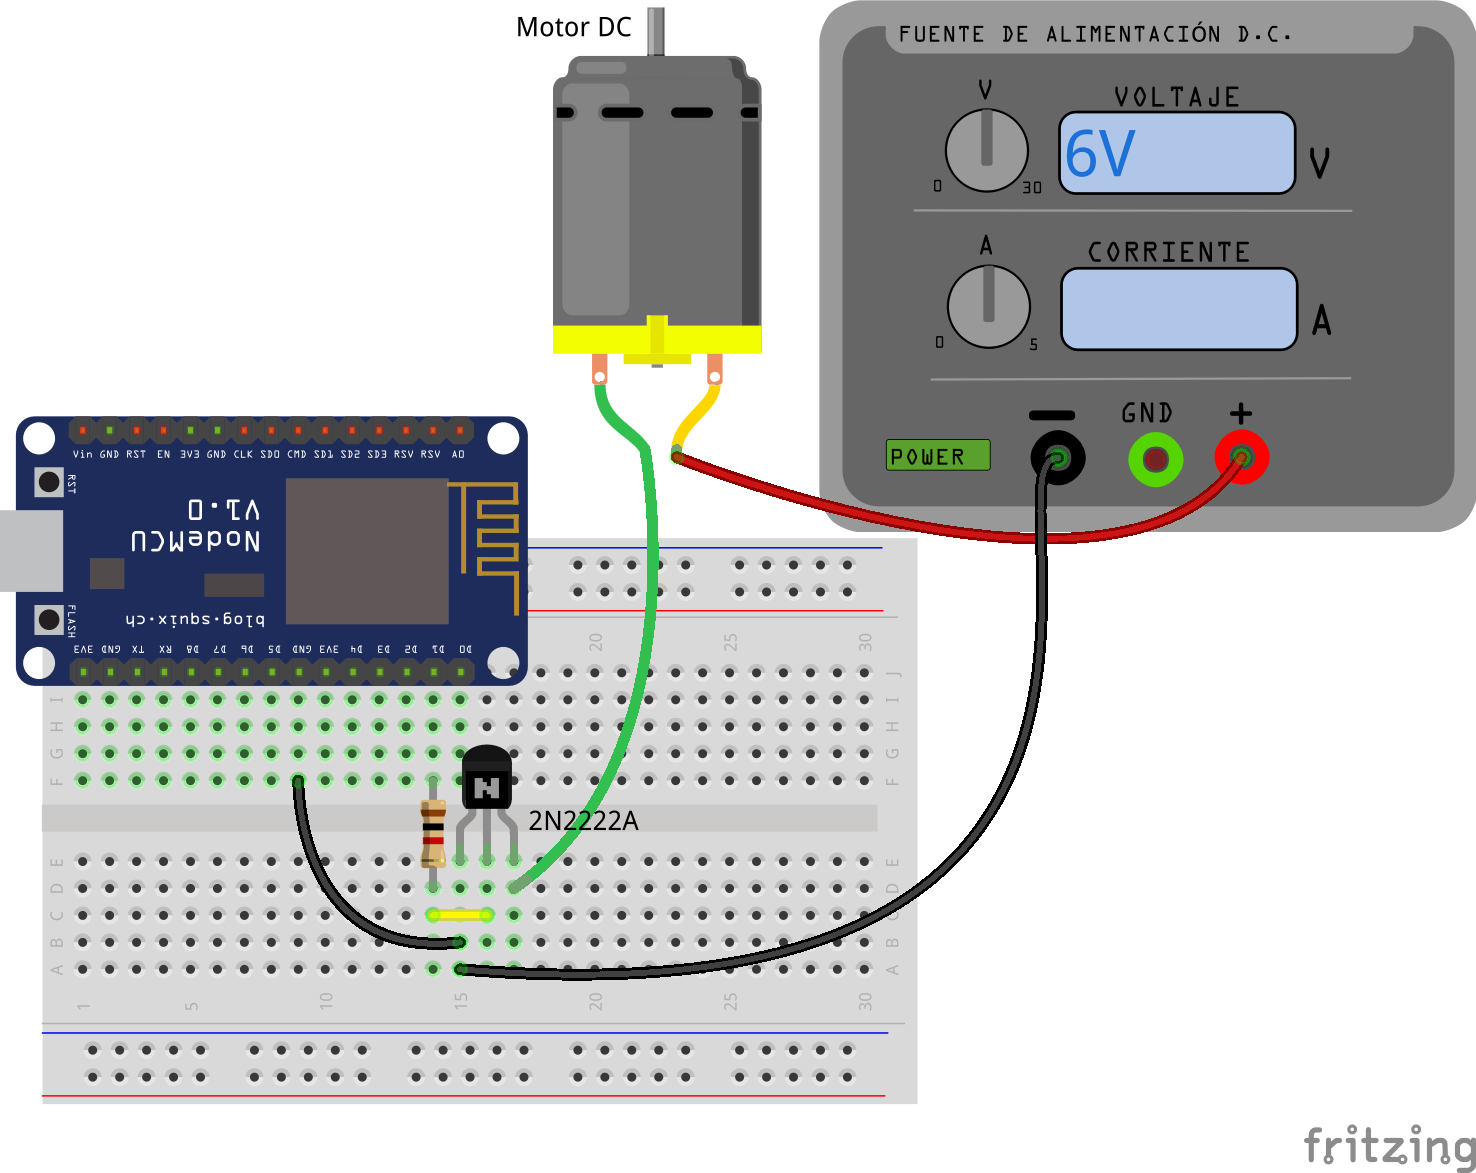 Motor DC
FUENTE DE ALIMENTACIÓN D.C.
V
VOLTAJE
6V
V
0
30
A
CORRIENTE
A
0
5
GND
+
POWER
Vin GND RST EN 3V3 GND CLK SD0 CMD SD1 SD2 SD3 RSV RSV A0
RST
V1.0
NodeMCU
FLASH
blog.squix.ch
3V3 GND TX RX D8 D7 D6 D5 GND 3V3 D4 D3 D2 D1 D0
20 25 30
J
I
H
G
F F
N
2N2222A
E E
D D
C C
B B
A A
1 5 10 15 20 25 30
fritzing